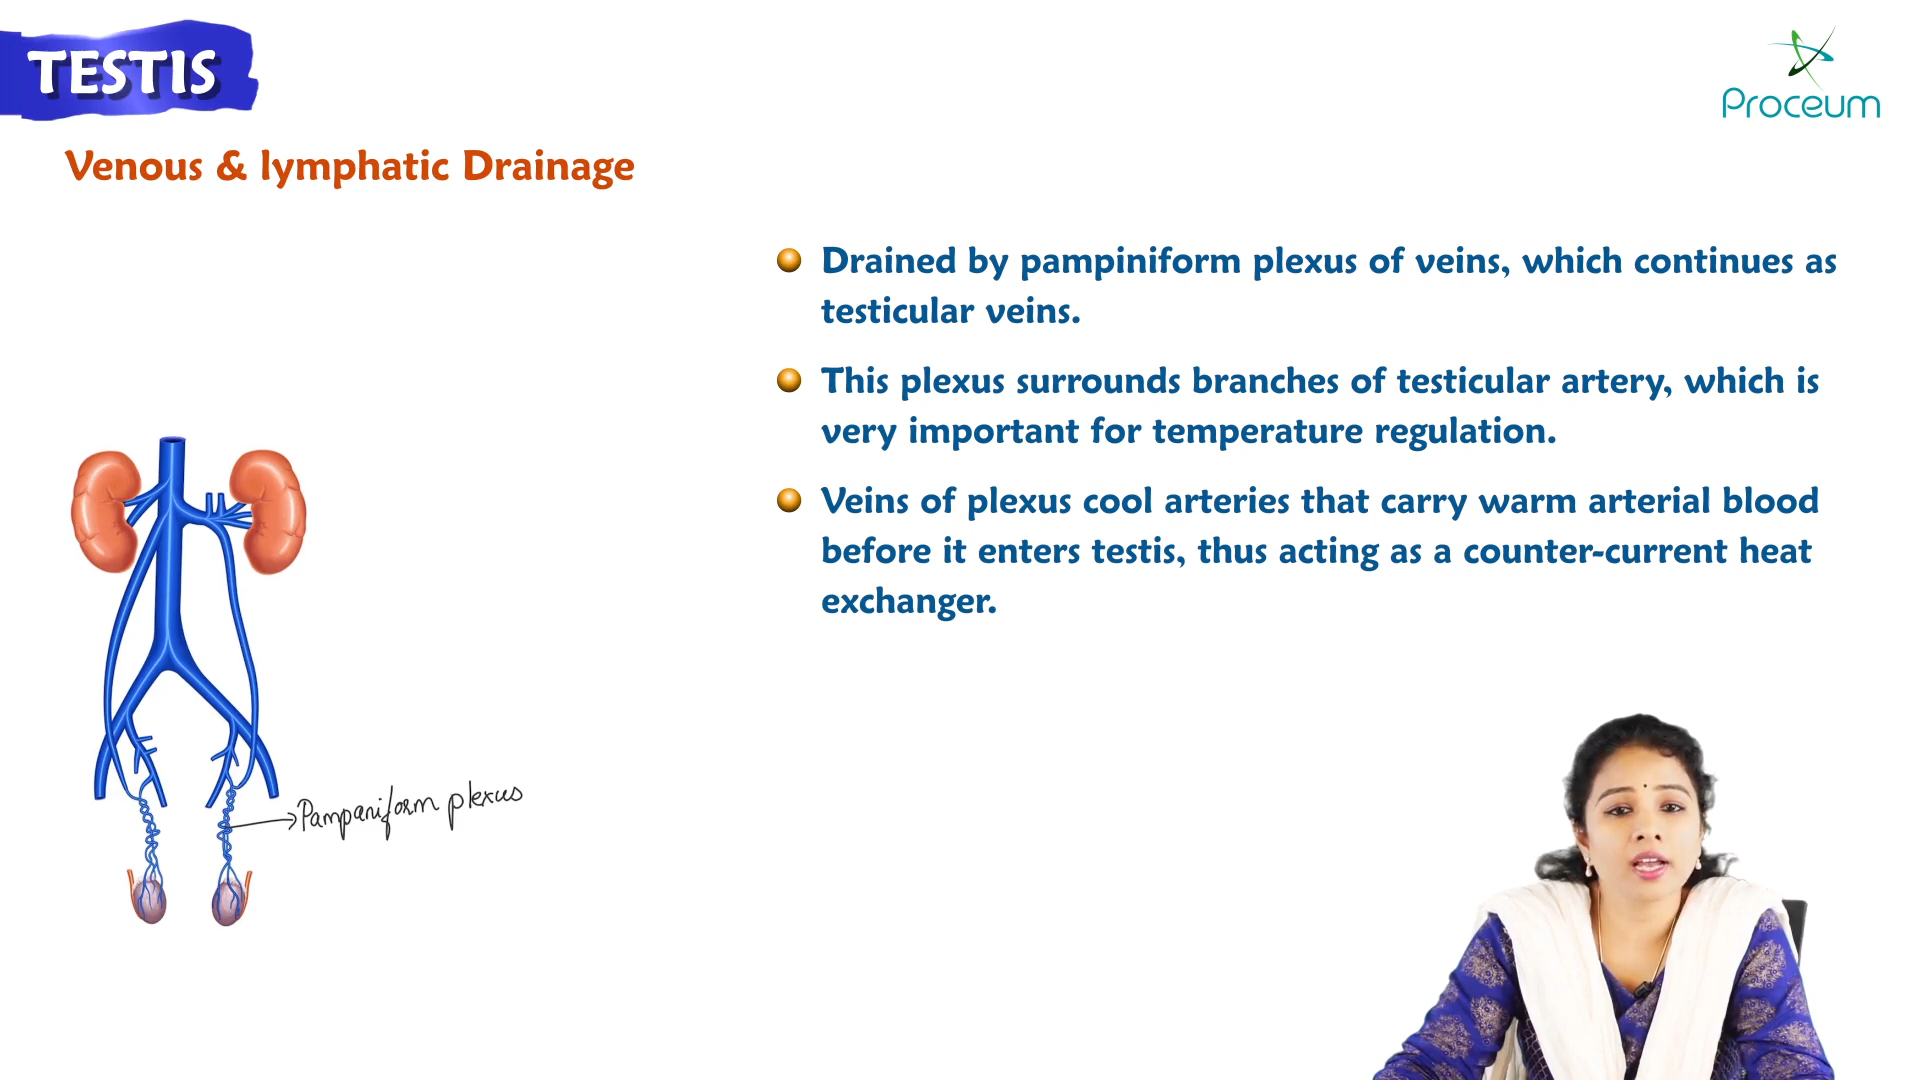 TESTIS
Proceum
Venous & lymphatic Drainage
Drained by pampiniform plexus of veins, which continues as
testicular veins.
This plexus surrounds branches of testicular artery, which is
very important for temperature regulation.
Veins of plexus cool arteries that carry warm arterial blood
before it enters testis, thus acting as a counter-current heat
exchanger.
Pampaniform plexus